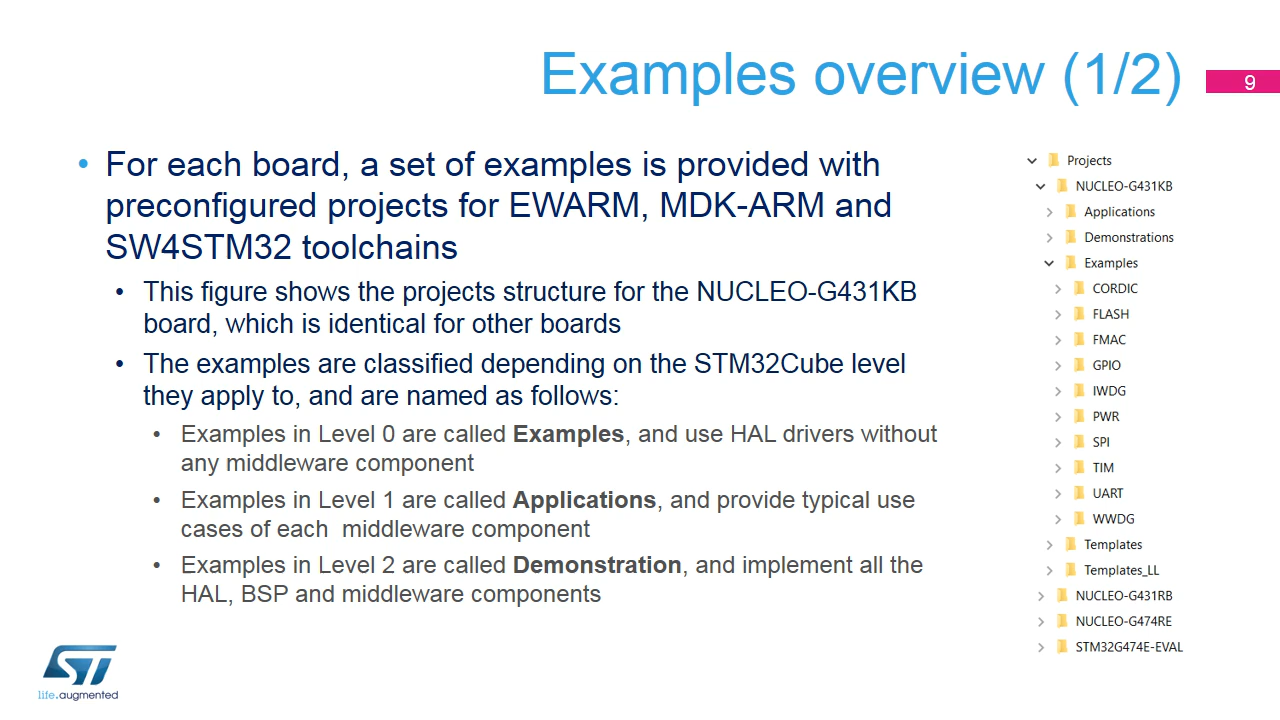 Examples overview (1/2)
9
• For each board, a set of examples is provided with
preconfigured projects for EWARM, MDK-ARM and
SW4STM32 toolchains
• This figure shows the projects structure for the NUCLEO-G431KB
board, which is identical for other boards
• The examples are classified depending on the STM32Cube level
they apply to, and are named as follows:
• Examples in Level 0 are called Examples, and use HAL drivers without
any middleware component
• Examples in Level 1 are called Applications, and provide typical use
cases of each  middleware component
• Examples in Level 2 are called Demonstration, and implement all the
HAL, BSP and middleware components
Projects
NUCLEO-G431KB
Applications
Demonstrations
Examples
CORDIC
FLASH
FMAC
GPIO
IWDG
PWR
SPI
TIM
UART
WWDG
Templates
Templates_LL
NUCLEO-G431RB
NUCLEO-G474RE
STM32G474E-EVAL
ST
life.augmented